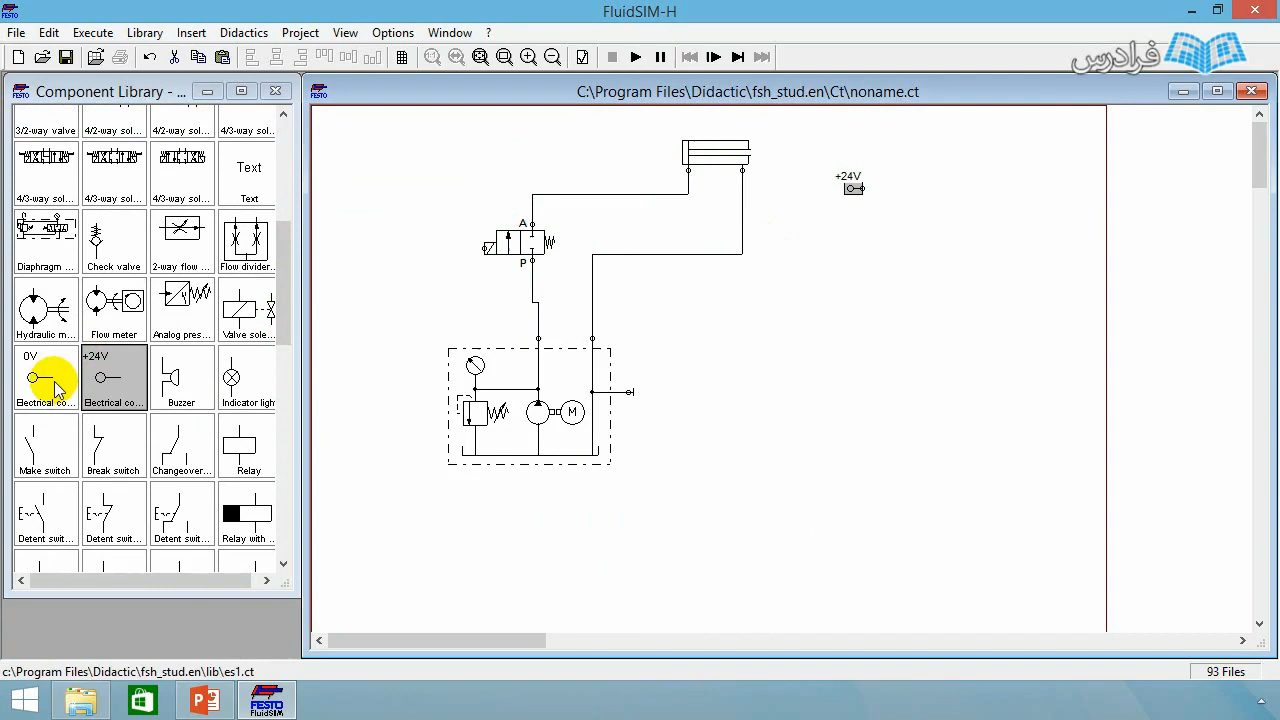 FESTO
FluidSIM-H
File Edit Execute Library Insert Didactics Project View Options Window ?
فرادرس
FESTO Component Library - ...
FESTO C:\Program Files\Didactic\fsh_stud.en\Ct\noname.ct
3/2-way valve 4/2-way sol... 4/2-way sol... 4/3-way sol...
Text
4/3-way sol... 4/3-way sol... 4/3-way sol... Text
Diaphragm ... Check valve 2-way flow ... Flow divider...
Hydraulic m... Flow meter Analog pres... Valve sole...
0V +24V
Electrical co... Electrical co... Buzzer Indicator light
Make switch Break switch Changeover... Relay
Detent swit... Detent swit... Detent swit... Relay with ...
+24V
A
P
M
c:\Program Files\Didactic\fsh_stud.en\lib\es1.ct
93 Files
FESTO
FluidSIM